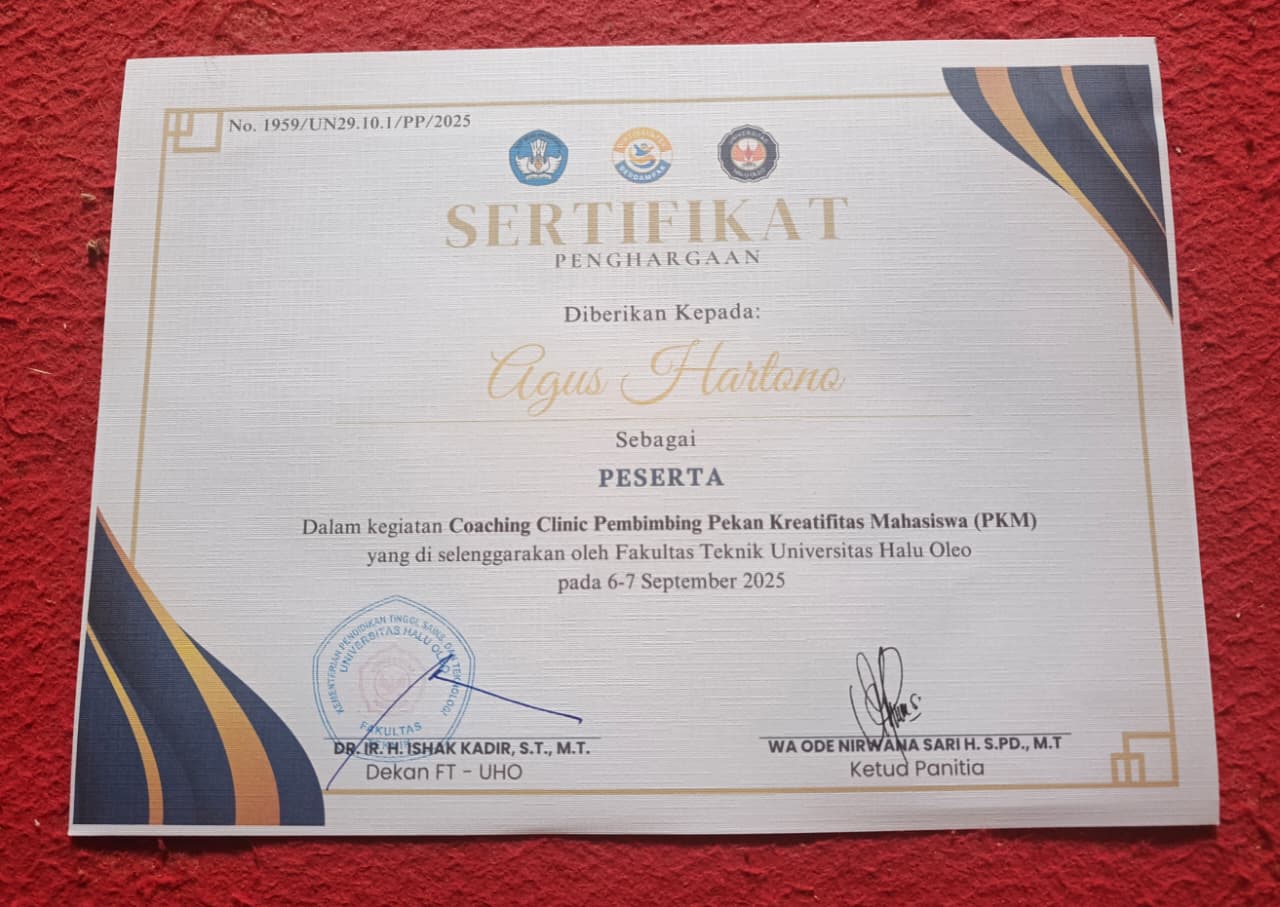 No. 1959/UN29.10.1/PP/2025
BERDAMPAK
SERTIFIKAT
PENGHARGAAN
Diberikan Kepada:
Agus Hartono
Sebagai
PESERTA
Dalam kegiatan Coaching Clinic Pembimbing Pekan Kreatifitas Mahasiswa (PKM)
yang di selenggarakan oleh Fakultas Teknik Universitas Halu Oleo
pada 6-7 September 2025
KEMENTERIAN PENDIDIKAN TINGGI, SAINS, DAN TEKNOLOGI
UNIVERSITAS HALU OLEO
FAKULTAS
DR. IR. H. ISHAK KADIR, S.T., M.T.
Dekan FT - UHO
WA ODE NIRWANA SARI H. S.PD., M.T
Ketud Panitia